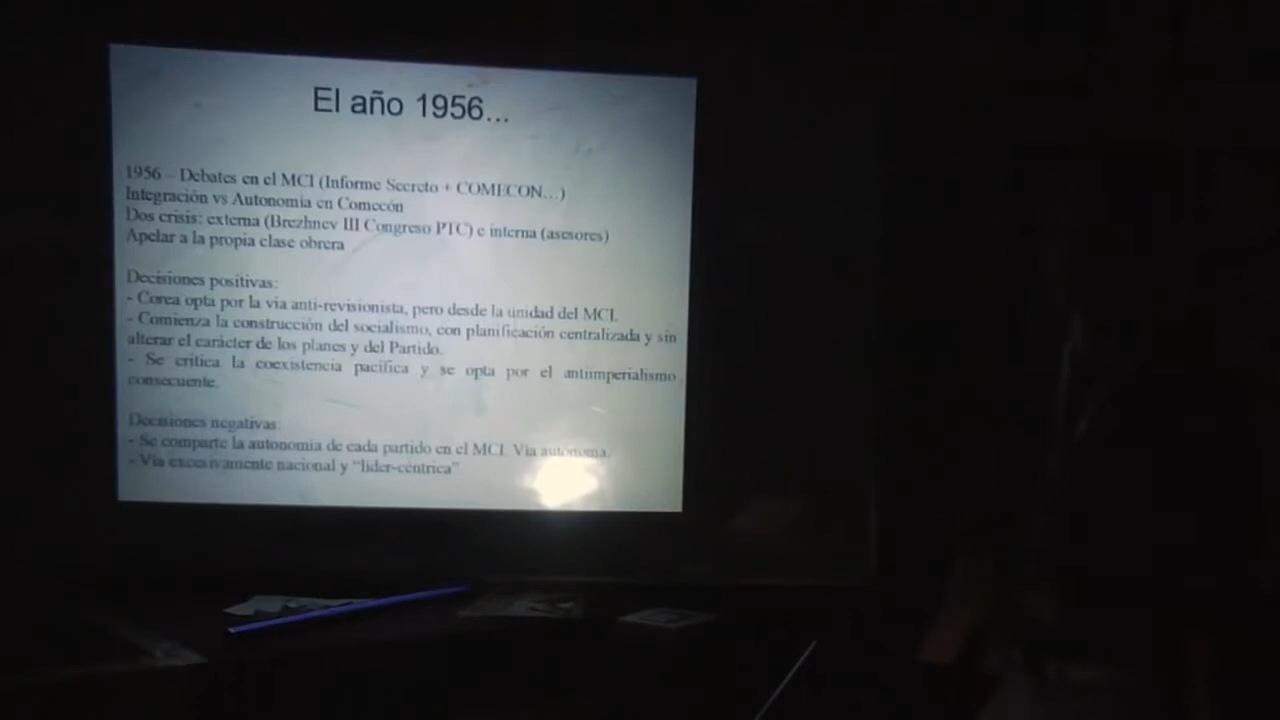 El año 1956...
1956 – Debates en el MCI (Informe Secreto + COMECON...)
Integración vs Autonomía en Comecón
Dos crisis: externa (Brezhnev III Congreso PTC) e interna (asesores)
Apelar a la propia clase obrera
Decisiones positivas:
- Corea opta por la vía anti-revisionista, pero desde la unidad del MCI.
- Comienza la construcción del socialismo, con planificación centralizada y sin
alterar el carácter de los planes y del Partido.
- Se critica la coexistencia pacífica y se opta por el antiimperialismo
consecuente.
Decisiones negativas:
- Se comparte la autonomía de cada partido en el MCI. Vía autónoma.
- Vía excesivamente nacional y “líder-céntrica”